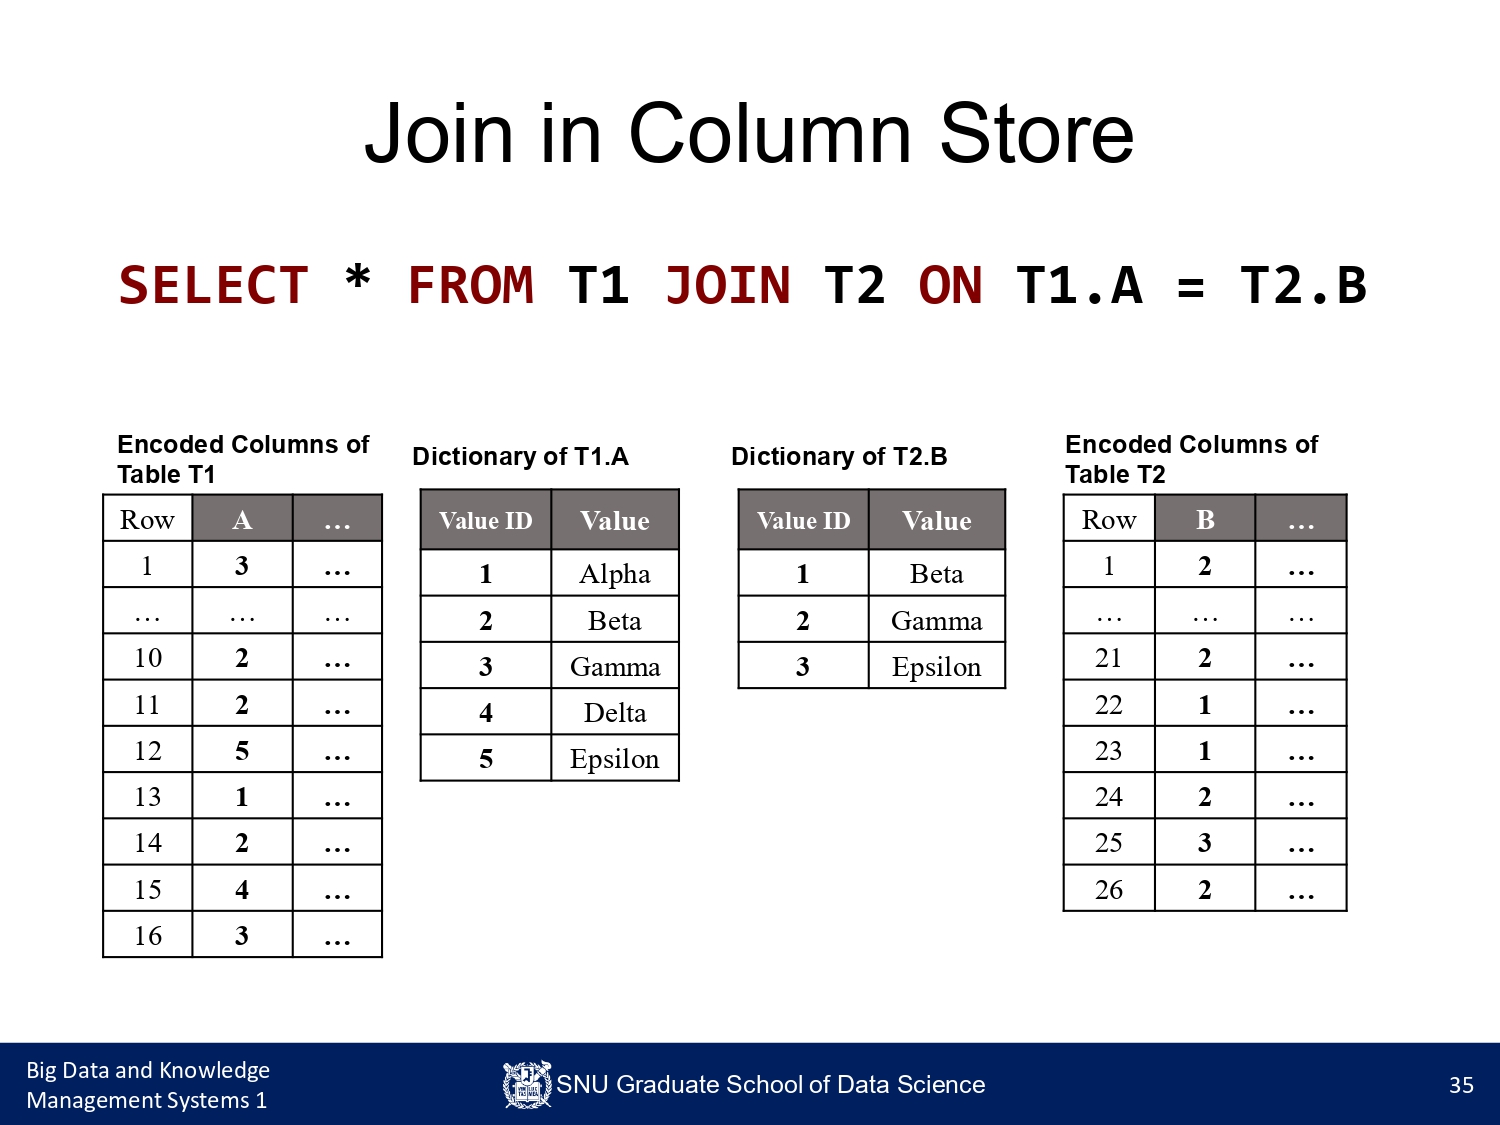 Join in Column Store
SELECT * FROM T1 JOIN T2 ON T1.A = T2.B
Encoded Columns of
Table T1
Row A …
1 3 …
… … …
10 2 …
11 2 …
12 5 …
13 1 …
14 2 …
15 4 …
16 3 …
Dictionary of T1.A
Value ID Value
1 Alpha
2 Beta
3 Gamma
4 Delta
5 Epsilon
Dictionary of T2.B
Value ID Value
1 Beta
2 Gamma
3 Epsilon
Encoded Columns of
Table T2
Row B …
1 2 …
… … …
21 2 …
22 1 …
23 1 …
24 2 …
25 3 …
26 2 …
Big Data and Knowledge
Management Systems 1
SNU Graduate School of Data Science
35